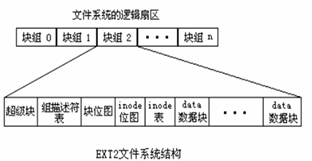 文件系统的逻辑扇区
块组 0 块组 1 块组 2 • • • 块组 n
超级块 组描述符表 块位图 inode位图 inode表 data数据块 • • • data数据块
EXT2文件系统结构